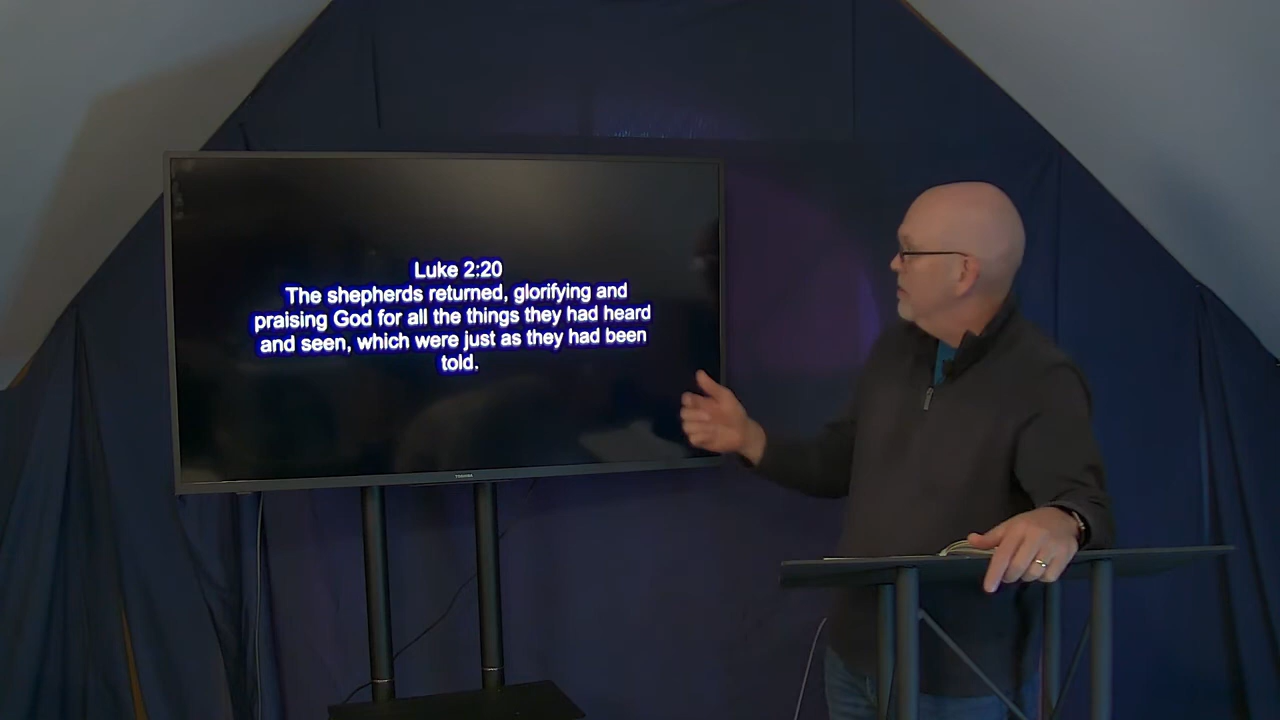 Luke 2:20
The shepherds returned, glorifying and
praising God for all the things they had heard
and seen, which were just as they had been
told.
TOSHIBA